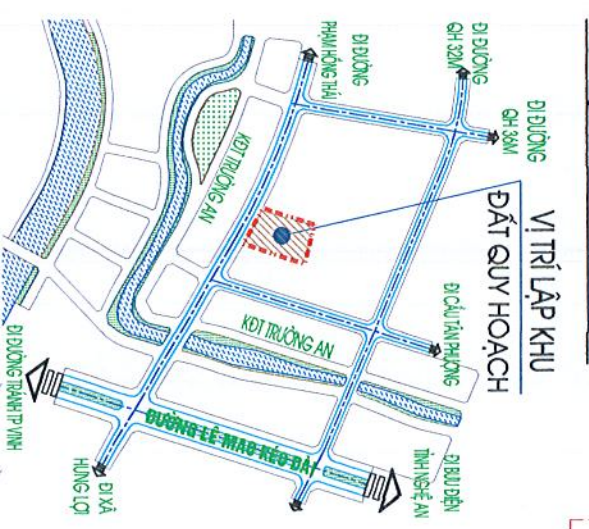 VỊ TRÍ LẬP KHU
ĐẤT QUY HOẠCH
ĐI ĐƯỜNG
QH 36M
ĐI ĐƯỜNG
QH 32M
ĐI ĐƯỜNG
PHẠM HỒNG THÁI
KĐT TRƯỜNG AN
ĐI CẦU TÂN PHƯỢNG
KĐT TRƯỜNG AN
ĐI BƯU ĐIỆN
TỈNH NGHỆ AN
ĐƯỜNG LÊ MAO KÉO DÀI
ĐI ĐƯỜNG TRÁNH TP VINH
ĐI XÃ
HƯNG LỢI